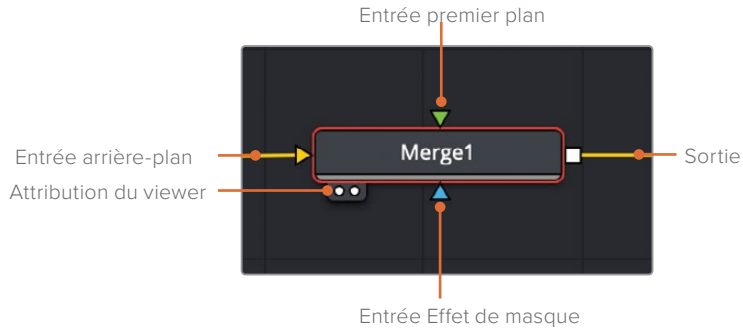 Entrée premier plan
Merge1
Entrée arrière-plan
Sortie
Attribution du viewer
Entrée Effet de masque